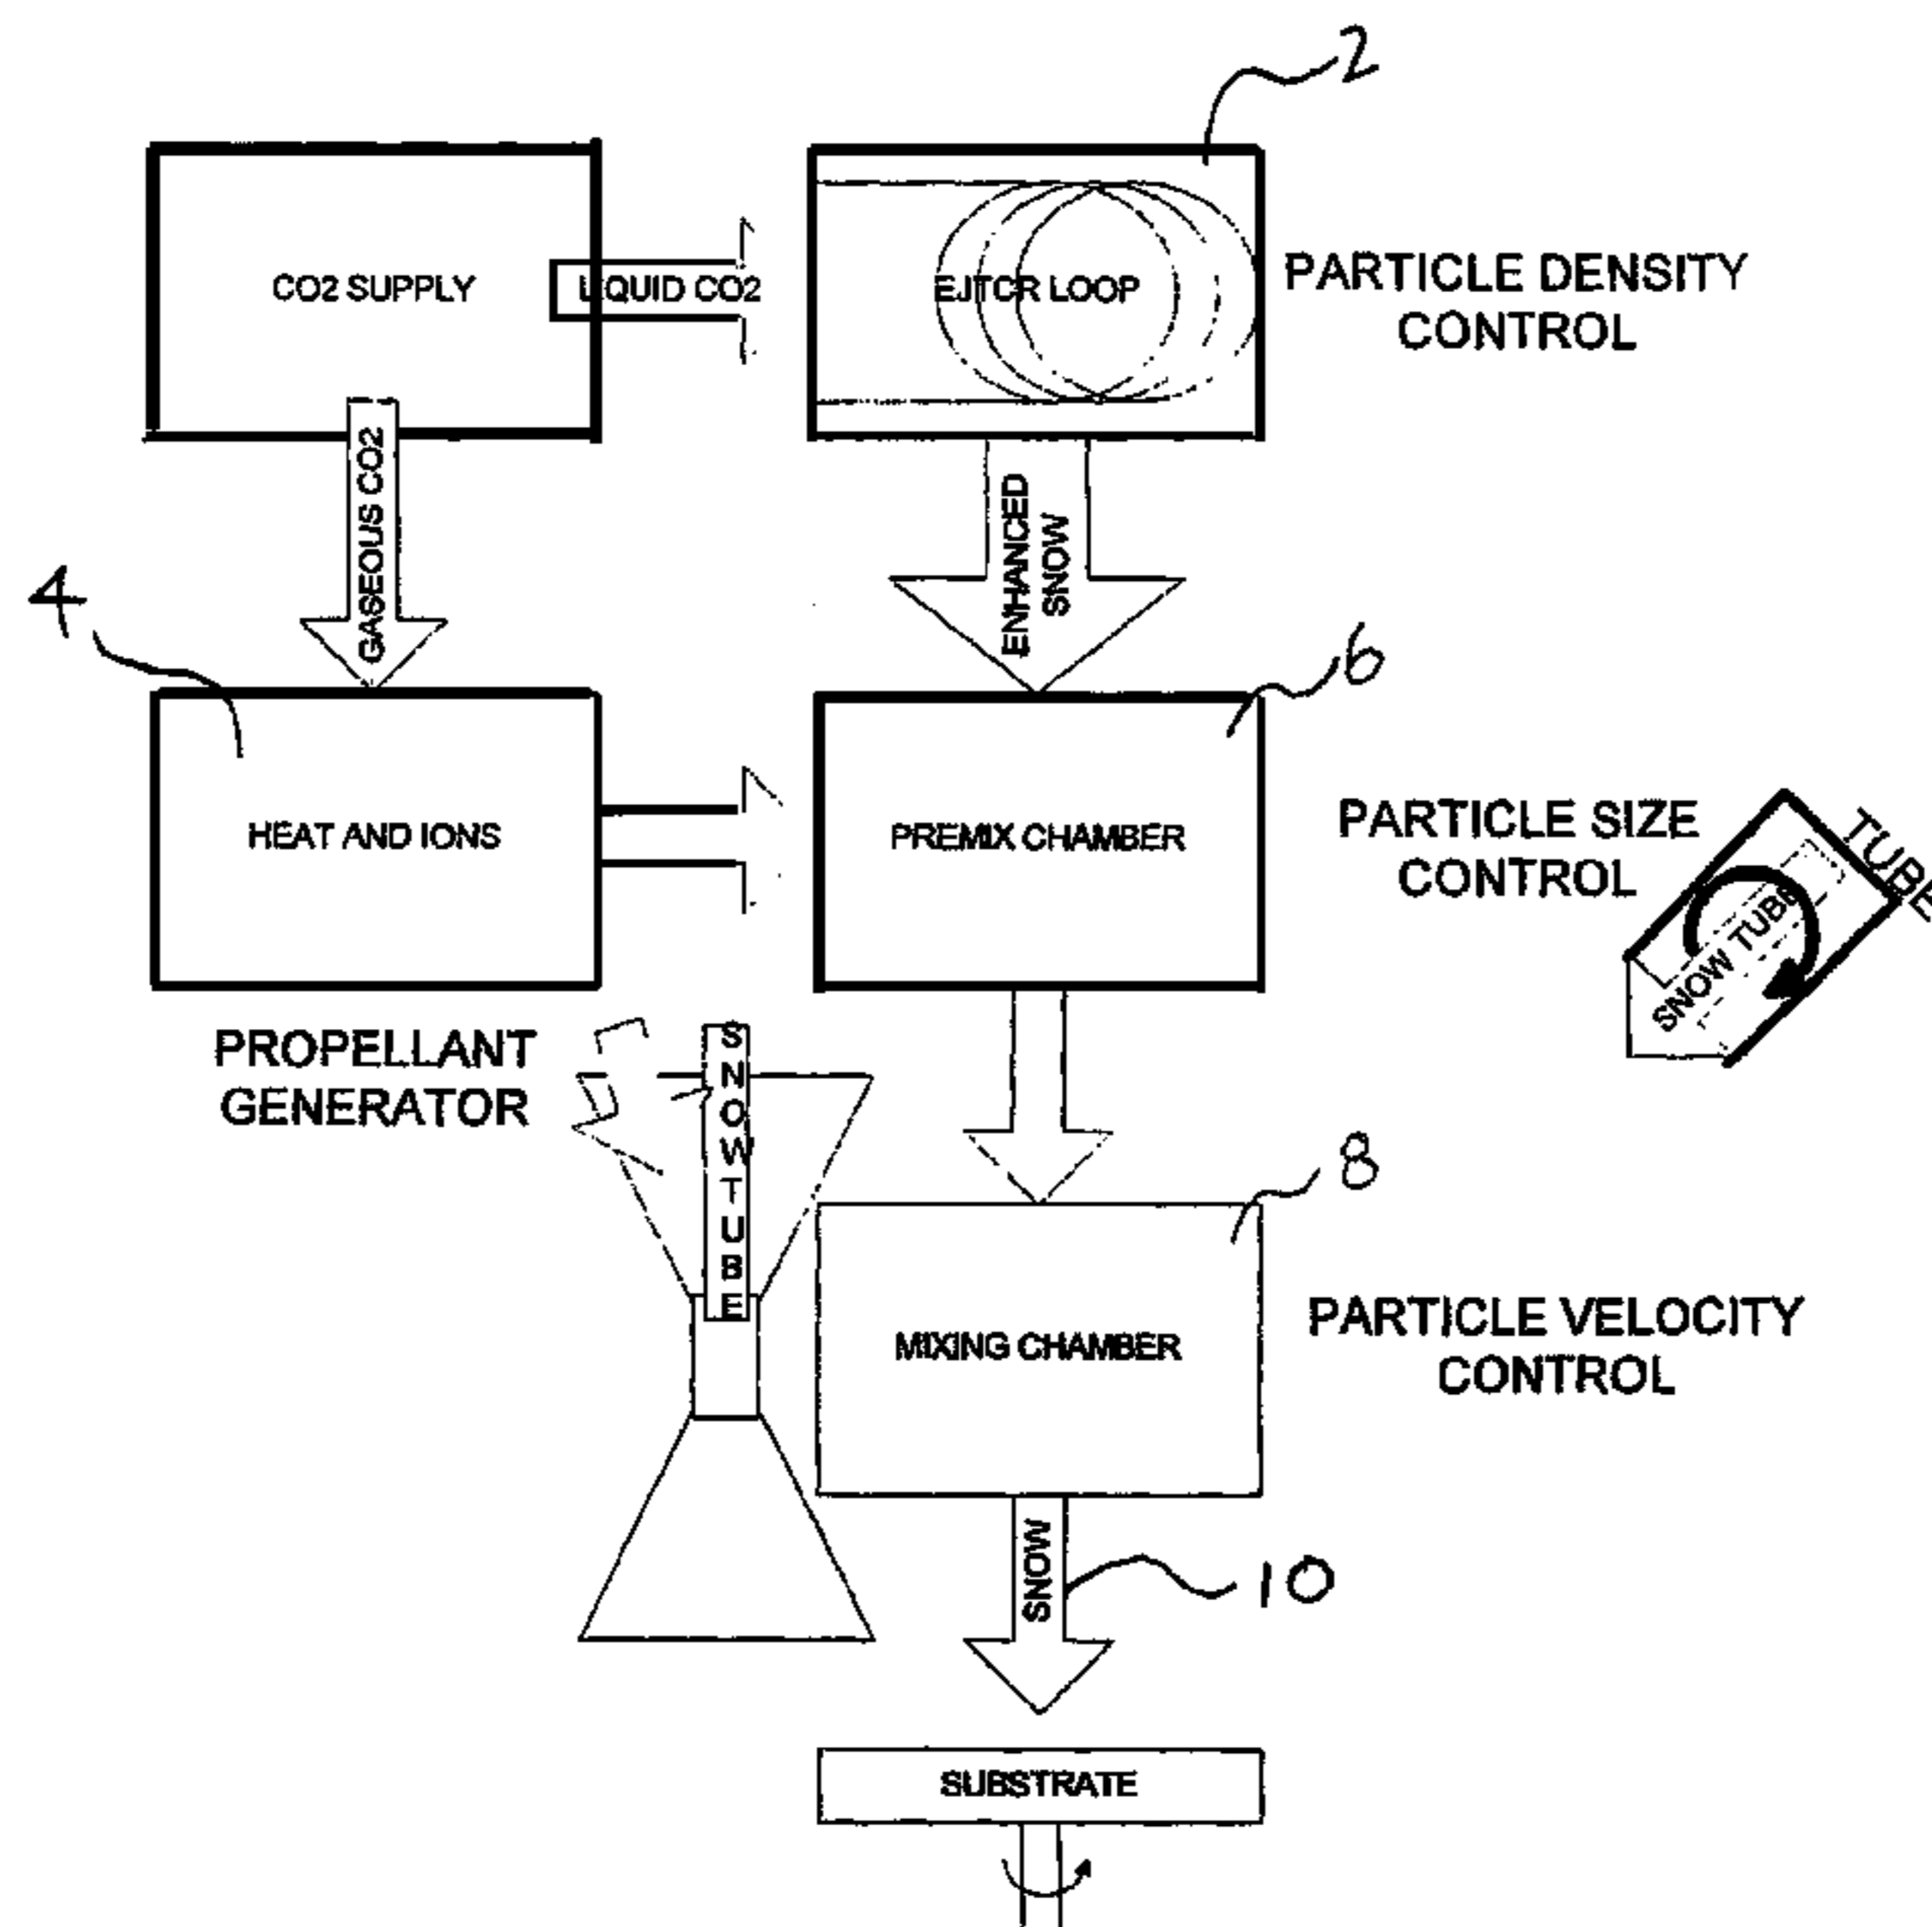 2
CO2 SUPPLY
LIQUID CO2
EJTCR LOOP
PARTICLE DENSITY
CONTROL
GASEOUS CO2
ENHANCED
SNOW
4
6
HEAT AND IONS
PREMIX CHAMBER
PARTICLE SIZE
CONTROL
TUBE
SNOW TUBE
PROPELLANT
GENERATOR
SNOWTUBE
8
MIXING CHAMBER
PARTICLE VELOCITY
CONTROL
SNOW
10
SUBSTRATE